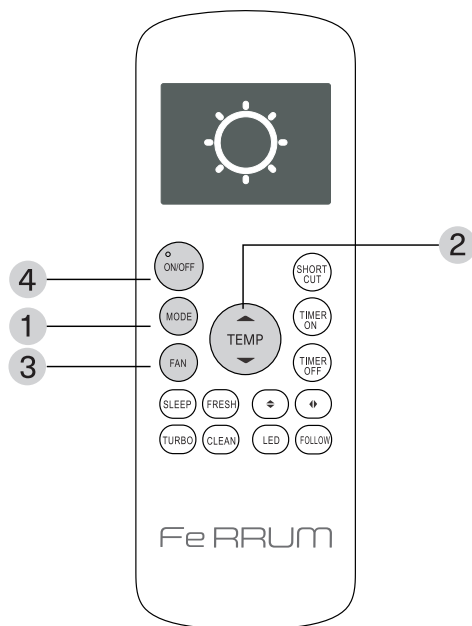 2
4
ON/OFF
SHORT
CUT
1
MODE
TEMP
TIMER
ON
3
FAN
TIMER
OFF
SLEEP
FRESH
TURBO
CLEAN
LED
FOLLOW
FeRRUM